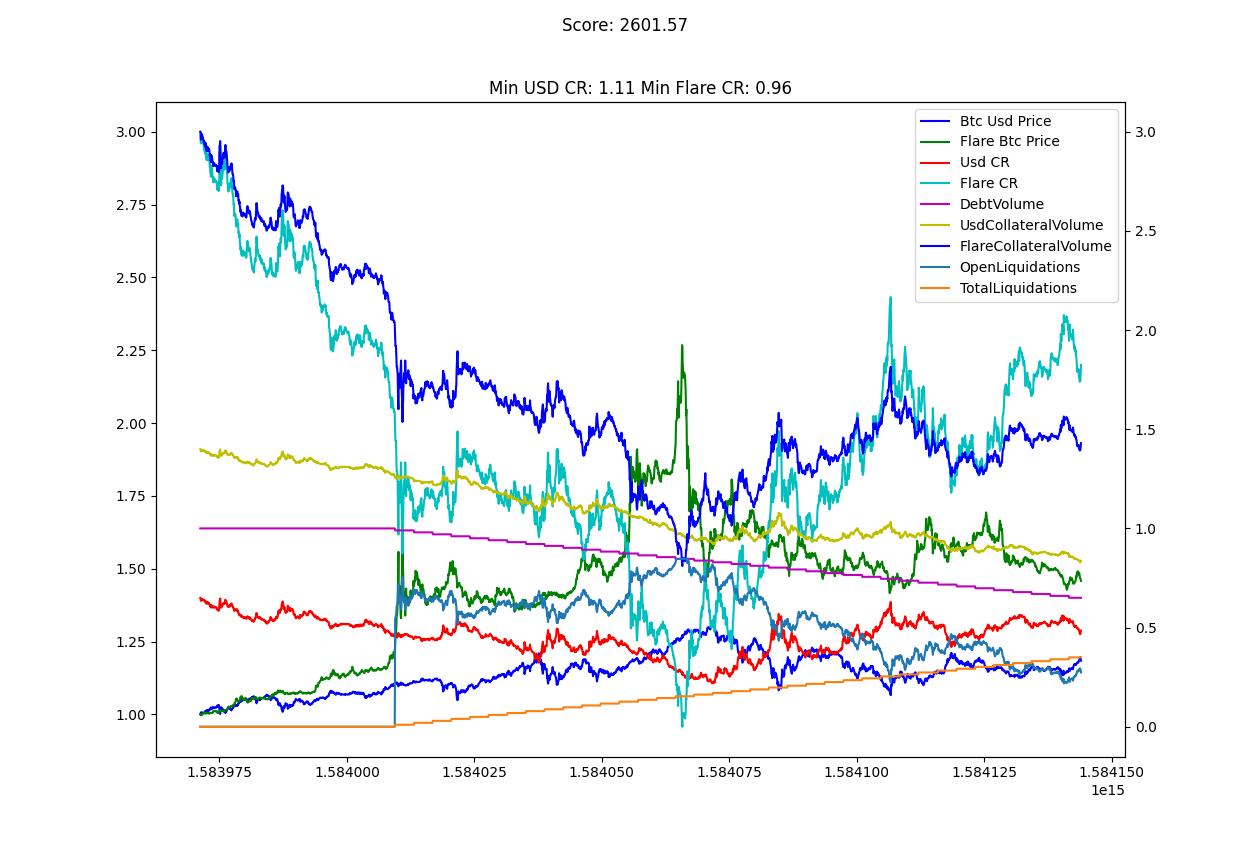 Score: 2601.57
Min USD CR: 1.11 Min Flare CR: 0.96
3.00
2.75
2.50
2.25
2.00
1.75
1.50
1.25
1.00
3.0
2.5
2.0
1.5
1.0
0.5
0.0
Btc Usd Price
Flare Btc Price
Usd CR
Flare CR
DebtVolume
UsdCollateralVolume
FlareCollateralVolume
OpenLiquidations
TotalLiquidations
1.583975 1.584000 1.584025 1.584050 1.584075 1.584100 1.584125 1.584150
1e15